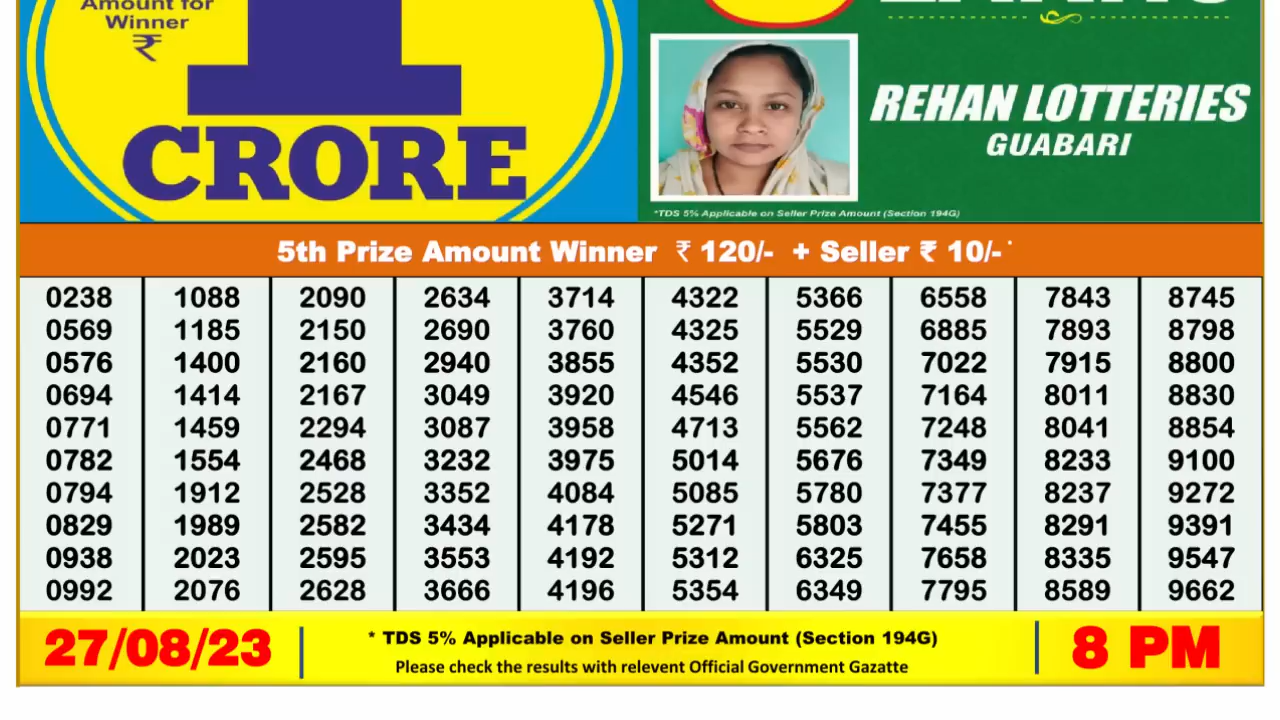 Amount for
Winner
₹
1
CRORE
REHAN LOTTERIES
GUABARI
*TDS 5% Applicable on Seller Prize Amount (Section 194G)
5th Prize Amount Winner ₹ 120/- + Seller ₹ 10/-*
0238 1088 2090 2634 3714 4322 5366 6558 7843 8745
0569 1185 2150 2690 3760 4325 5529 6885 7893 8798
0576 1400 2160 2940 3855 4352 5530 7022 7915 8800
0694 1414 2167 3049 3920 4546 5537 7164 8011 8830
0771 1459 2294 3087 3958 4713 5562 7248 8041 8854
0782 1554 2468 3232 3975 5014 5676 7349 8233 9100
0794 1912 2528 3352 4084 5085 5780 7377 8237 9272
0829 1989 2582 3434 4178 5271 5803 7455 8291 9391
0938 2023 2595 3553 4192 5312 6325 7658 8335 9547
0992 2076 2628 3666 4196 5354 6349 7795 8589 9662
27/08/23
* TDS 5% Applicable on Seller Prize Amount (Section 194G)
Please check the results with relevent Official Government Gazatte
8 PM